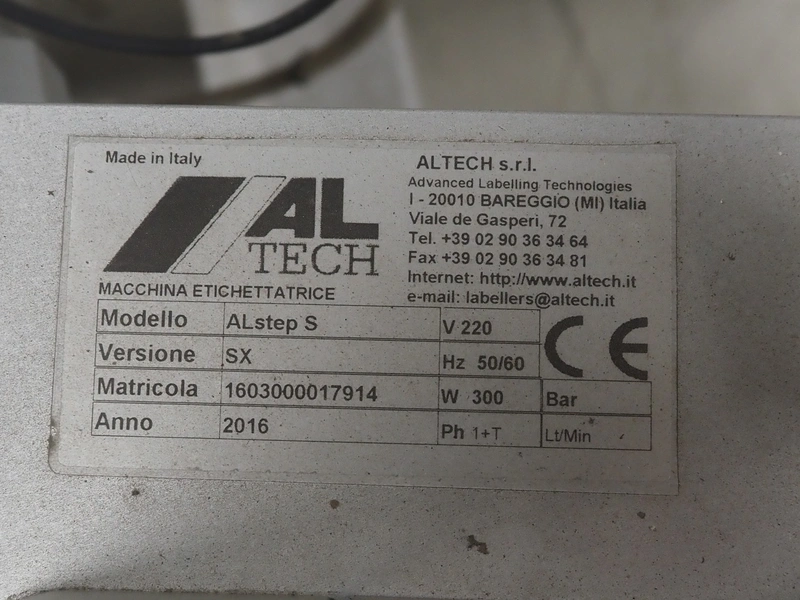 Made in Italy
AL
TECH
ALTECH s.r.l.
Advanced Labelling Technologies
I - 20010 BAREGGIO (MI) Italia
Viale de Gasperi, 72
Tel. +39 02 90 36 34 64
Fax +39 02 90 36 34 81
Internet: http://www.altech.it
e-mail: labellers@altech.it
MACCHINA ETICHETTATRICE
Modello ALstep S V 220
Versione SX Hz 50/60
CE
Matricola 1603000017914 W 300 Bar
Anno 2016 Ph 1+T Lt/Min